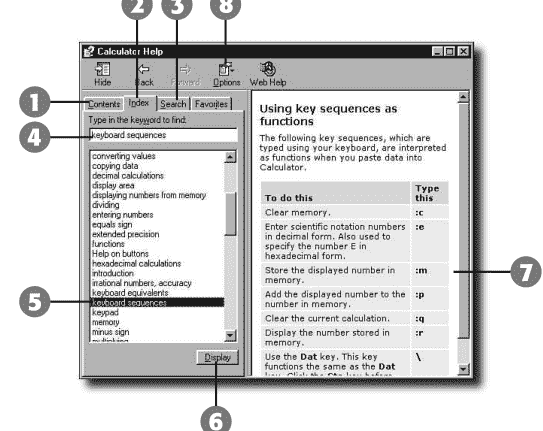 2 3 8
Calculator Help
Hide Back Forward Options Web Help
1
Contents Index Search Favorites
Type in the keyword to find:
4
keyboard sequences
converting values
copying data
decimal calculations
display area
displaying numbers from memory
dividing
entering numbers
equals sign
extended precision
functions
Help on buttons
hexadecimal calculations
introduction
irrational numbers, accuracy
keyboard equivalents
5
keyboard sequences
keypad
memory
minus sign
multiplying
Display
6
Using key sequences as
functions
The following key sequences, which
are typed using your keyboard, are interpreted
as functions when you paste data into
Calculator.
To do this Type this
Clear memory. :c
Enter scientific notation numbers :e
in decimal form. Also used to
specify the number E in
hexadecimal form.
7
Store the displayed number in :m
memory.
Add the displayed number to the :p
number in memory.
Clear the current calculation. :q
Display the number stored in :r
memory.
Use the Dat key. This key \
functions the same as the Dat
key. Click the Sta key before